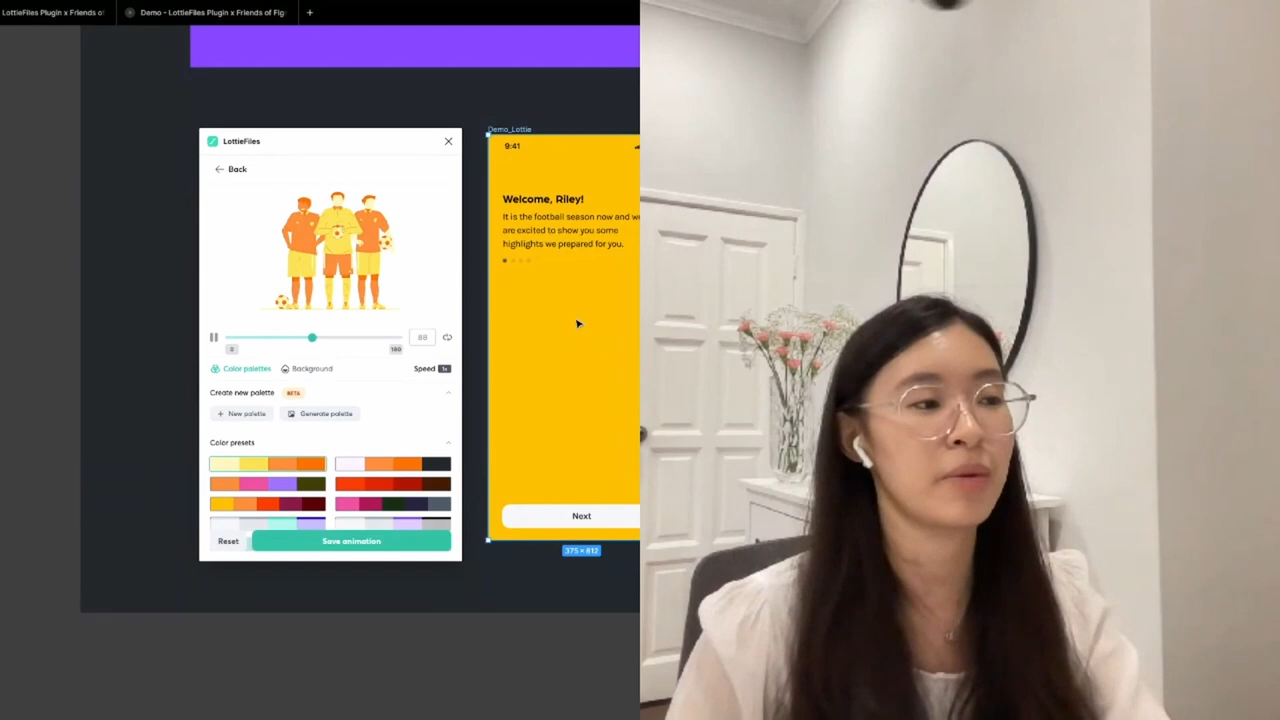 LottieFiles Plugin x Friends of
Demo - LottieFiles Plugin x Friends of Fig
LottieFiles
Back
88
0
180
Color palettes
Background
Speed
1x
Create new palette
BETA
New palette
Generate palette
Color presets
Reset
Save animation
Demo_Lottie
9:41
Welcome, Riley!
It is the football season now and we
are excited to show you some
highlights we prepared for you.
Next
375 × 812